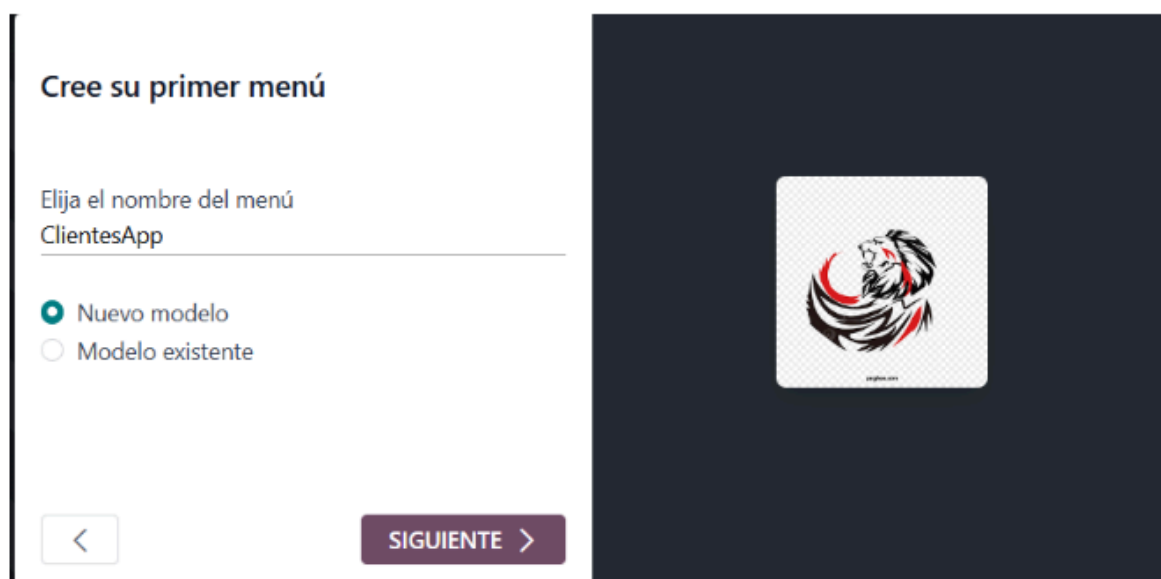 Cree su primer menú
Elija el nombre del menú
ClientesApp
Nuevo modelo
Modelo existente
SIGUIENTE